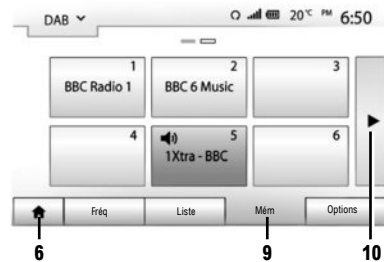 DAB 20°C PM 6:50
1 2 3
BBC Radio 1 BBC 6 Music
4 5 6
1Xtra - BBC
Fréq Liste Mém Options
6 9 10